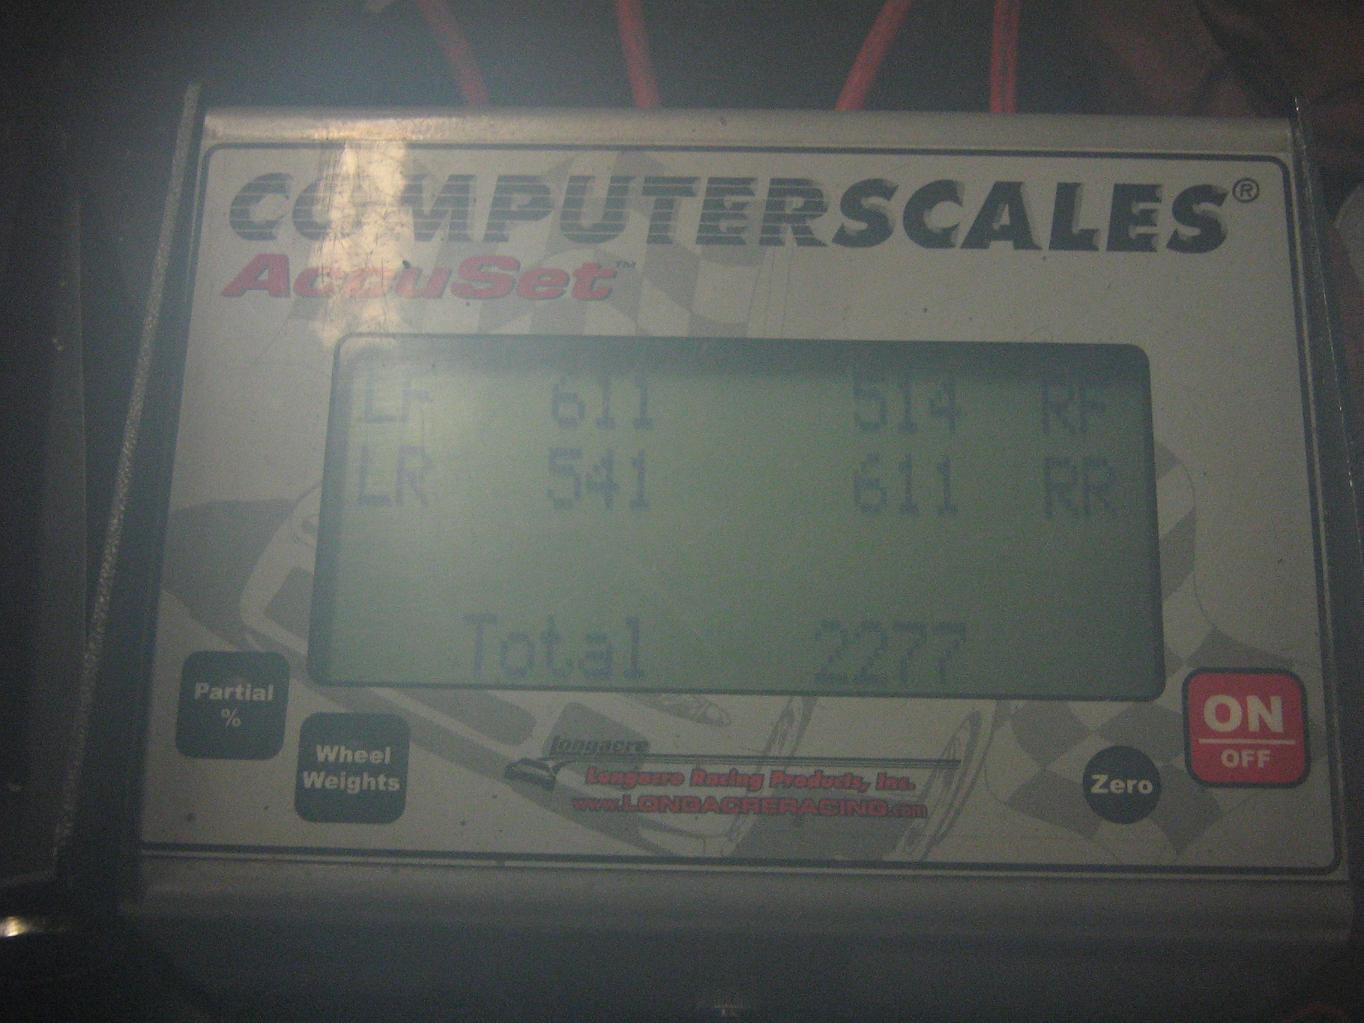 COMPUTERSCALES®
AccuSet™
LF 611 514 RF
LR 541 611 RR
Total 2277
Partial
%
Wheel
Weights
longacre
Longacre Racing Products, Inc.
www.LONGACRERACING.com
Zero
ON
OFF